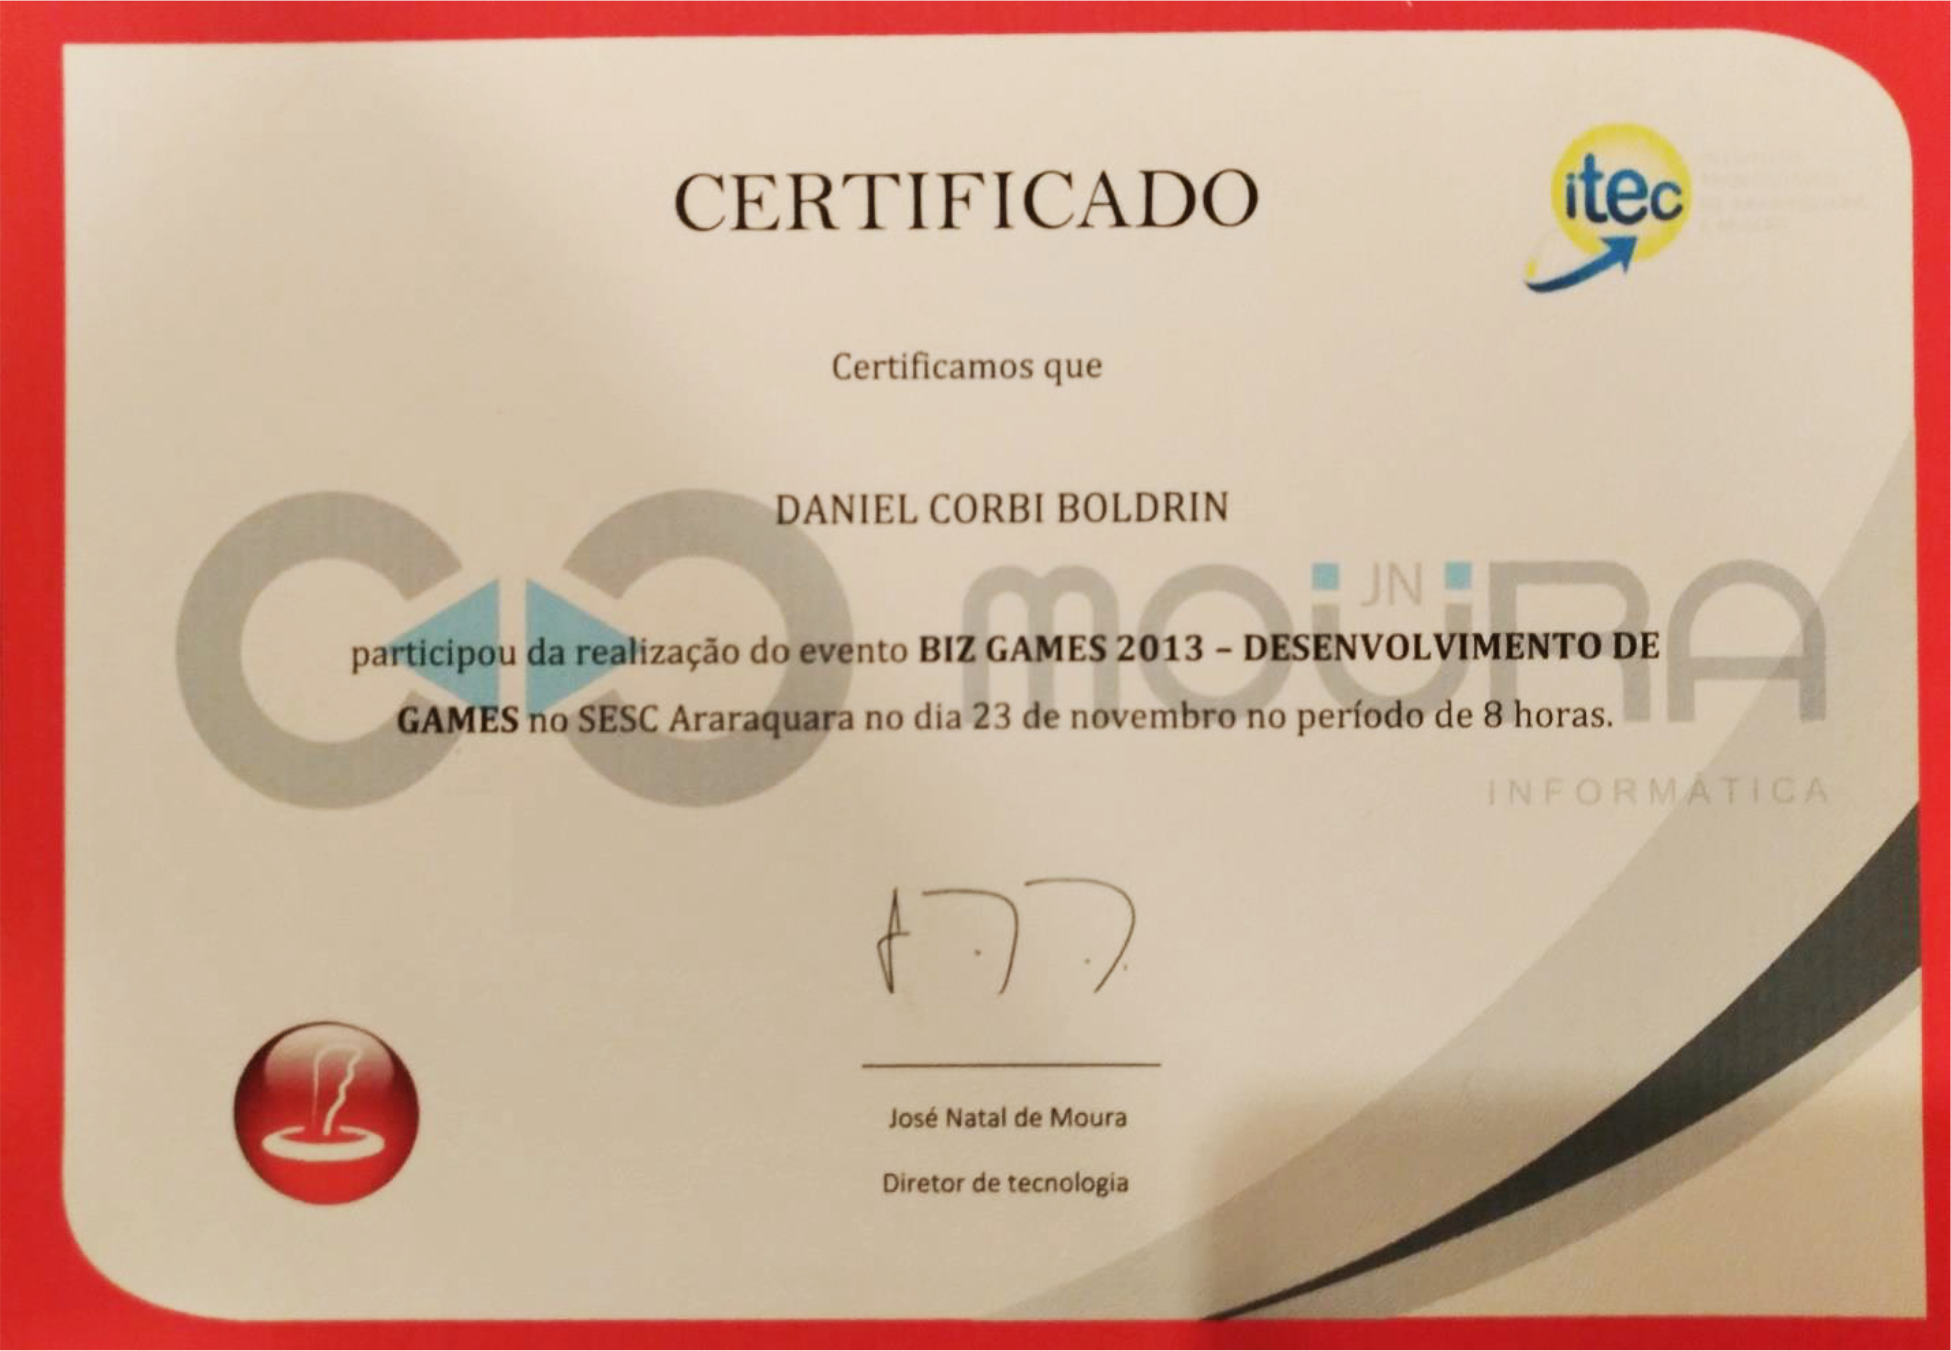 CERTIFICADO
itec
Certificamos que
DANIEL CORBI BOLDRIN
JN
moura
participou da realização do evento BIZ GAMES 2013 – DESENVOLVIMENTO DE
GAMES no SESC Araraquara no dia 23 de novembro no período de 8 horas.
INFORMÁTICA
José Natal de Moura
Diretor de tecnologia